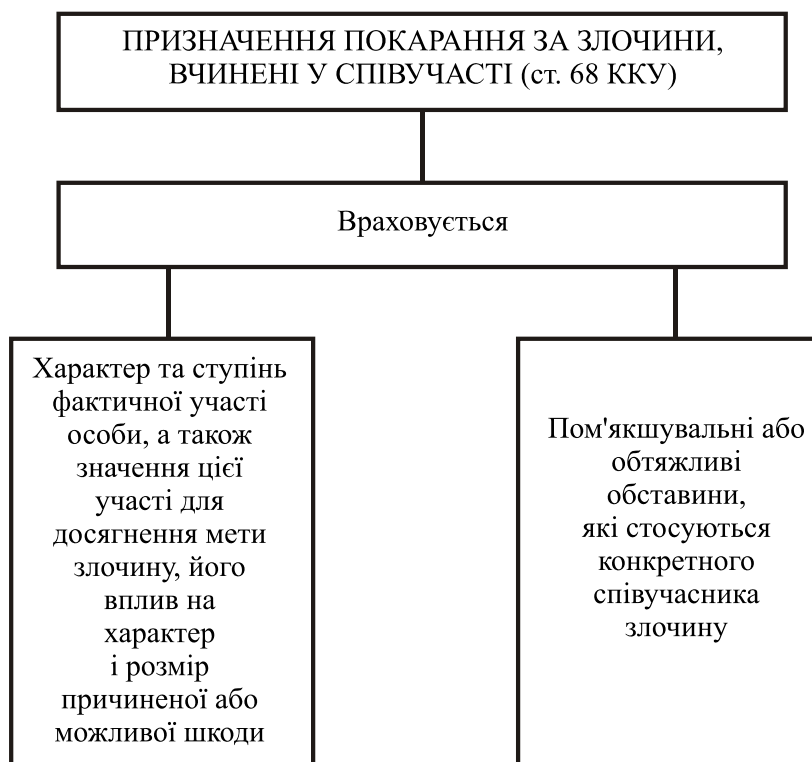 ПРИЗНАЧЕННЯ ПОКАРАННЯ ЗА ЗЛОЧИНИ,
ВЧИНЕНІ У СПІВУЧАСТІ (ст. 68 ККУ)
Враховується
Характер та ступінь
фактичної участі
особи, а також
значення цієї
участі для
досягнення мети
злочину, його
вплив на
характер
і розмір
причиненої або
можливої шкоди
Пом'якшувальні або
обтяжливі
обставини,
які стосуються
конкретного
співучасника
злочину